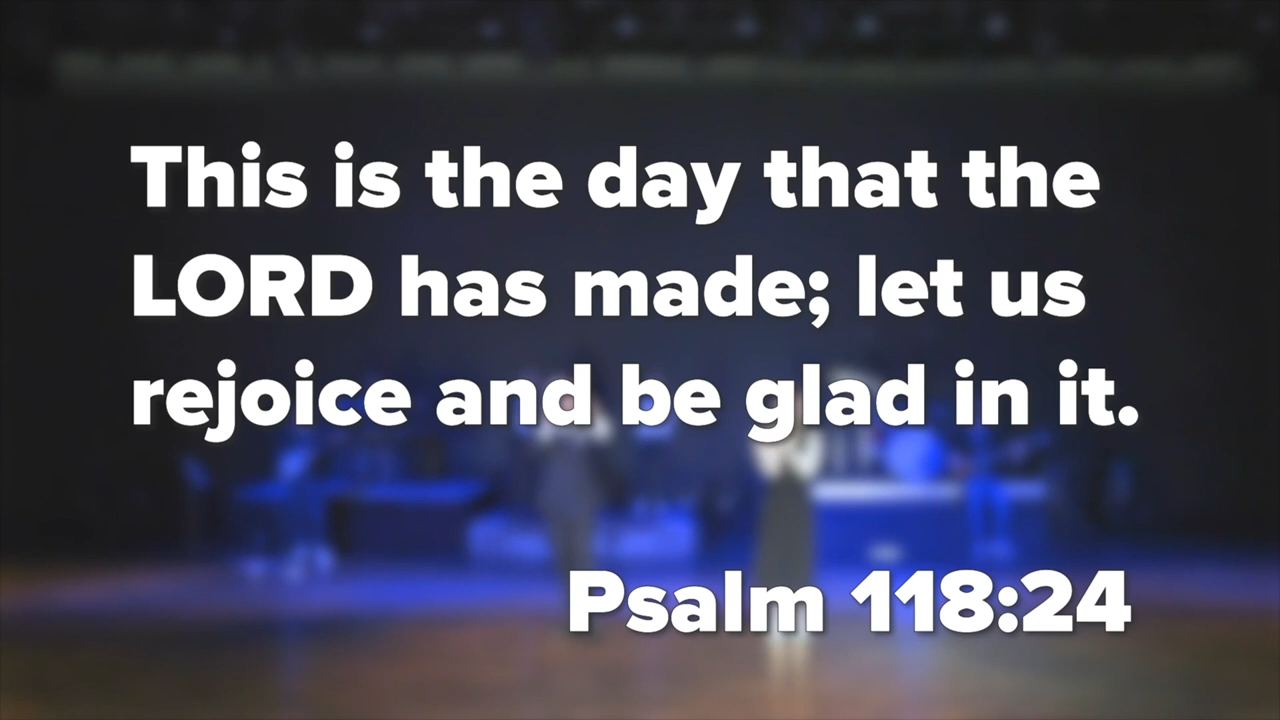 This is the day that the
LORD has made; let us
rejoice and be glad in it.
Psalm 118:24